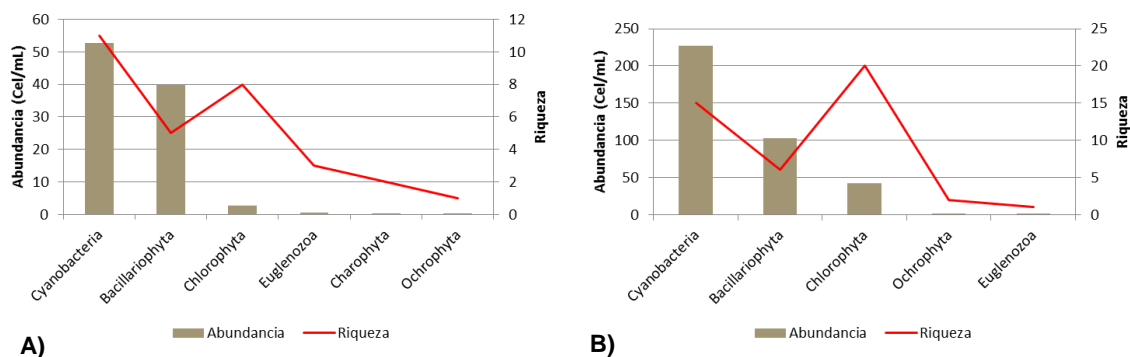 60
50
40
30
20
10
0
Abundancia (Cel/mL)
12
10
8
6
4
2
0
Riqueza
Cyanobacteria
Bacillariophyta
Chlorophyta
Euglenozoa
Charophyta
Ochrophyta
Abundancia
Riqueza
A)
250
200
150
100
50
0
Abundancia (Cel/mL)
25
20
15
10
5
0
Riqueza
Cyanobacteria
Bacillariophyta
Chlorophyta
Ochrophyta
Euglenozoa
Abundancia
Riqueza
B)